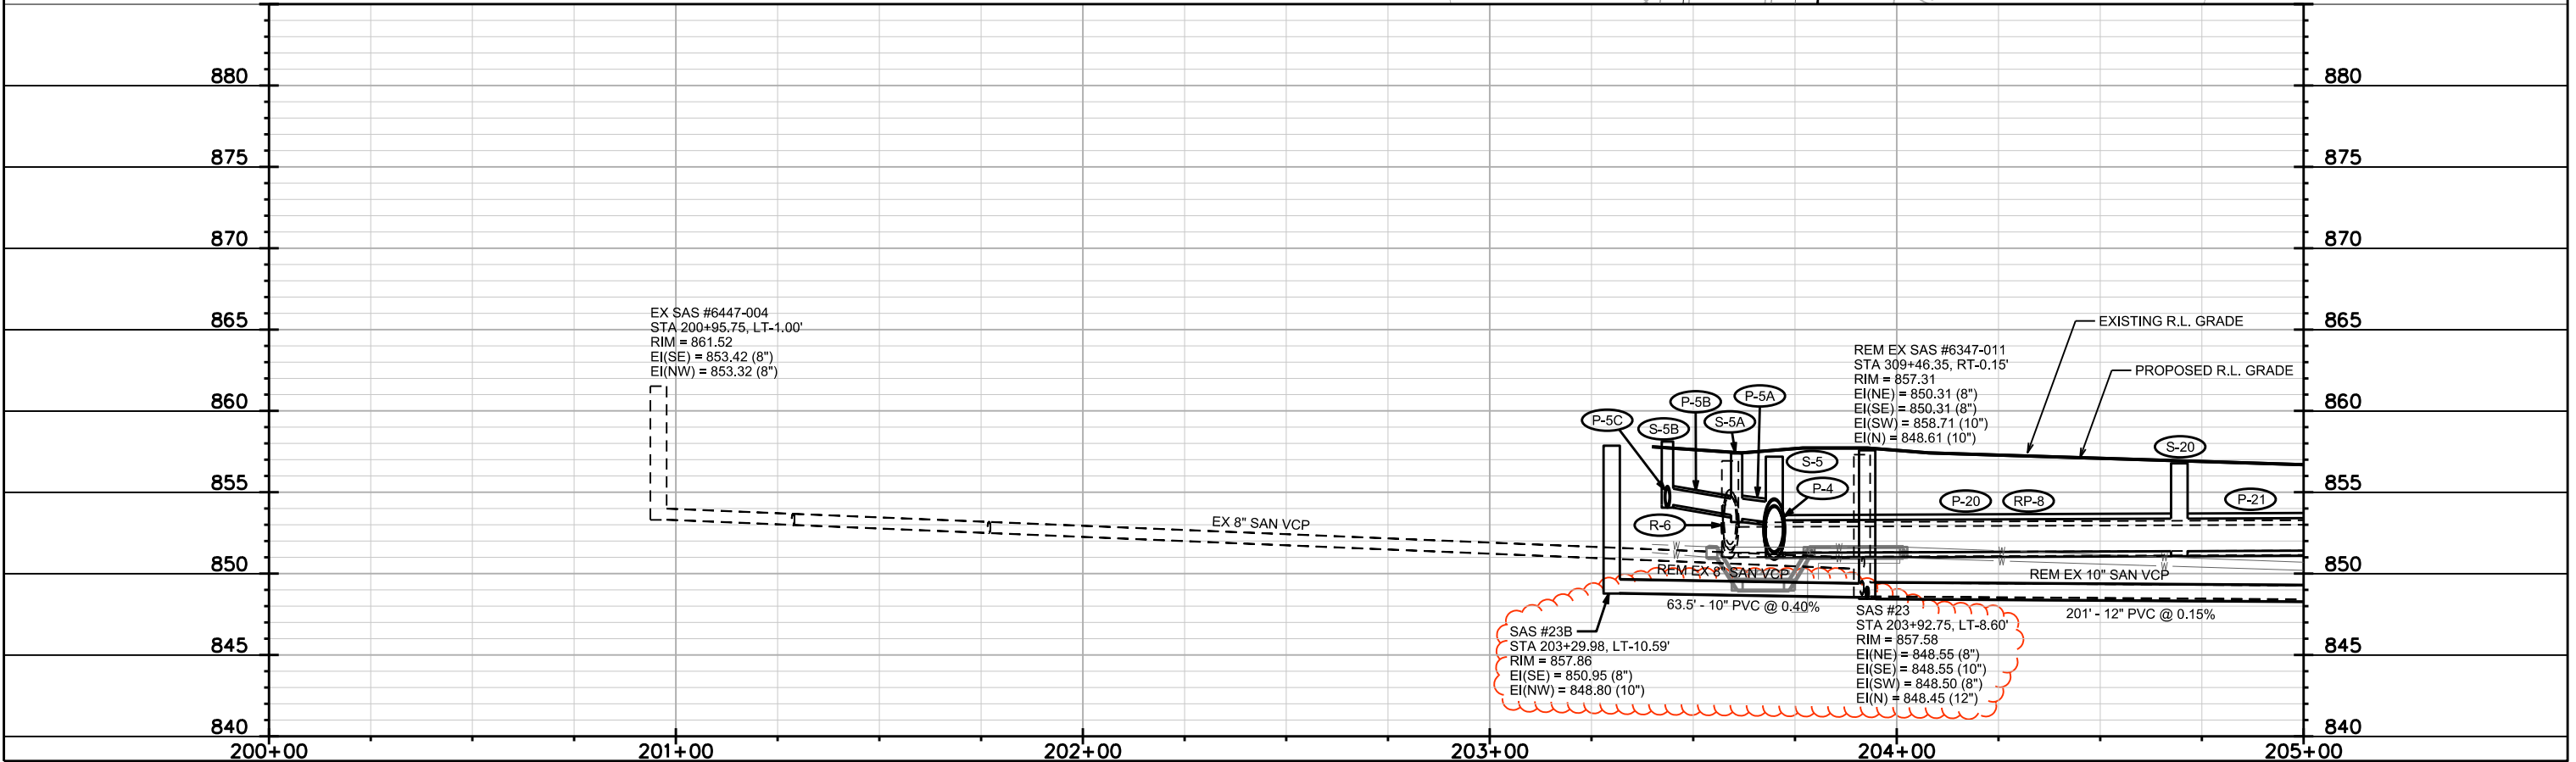 880
880
875
875
870
870
865
865
860
860
855
855
850
850
845
845
840
840
EX SAS #6447-004
STA 200+95.75, LT-1.00'
RIM = 861.52
EI(SE) = 853.42 (8")
EI(NW) = 853.32 (8")
EX 8" SAN VCP
EXISTING R.L. GRADE
PROPOSED R.L. GRADE
REM EX SAS #6347-011
STA 309+46.35, RT-0.15'
RIM = 857.31
EI(NE) = 850.31 (8")
EI(SE) = 850.31 (8")
EI(SW) = 858.71 (10")
EI(N) = 848.61 (10")
P-5C
S-5B
P-5B
S-5A
P-5A
S-5
P-4
R-6
P-20
RP-8
S-20
P-21
W
W
W
W
W
W
REM EX 8" SAN VCP
REM EX 10" SAN VCP
63.5' - 10" PVC @ 0.40%
201' - 12" PVC @ 0.15%
SAS #23B
STA 203+29.98, LT-10.59'
RIM = 857.86
EI(SE) = 850.95 (8")
EI(NW) = 848.80 (10")
SAS #23
STA 203+92.75, LT-8.60'
RIM = 857.58
EI(NE) = 848.55 (8")
EI(SE) = 848.55 (10")
EI(SW) = 848.50 (8")
EI(N) = 848.45 (12")
200+00
201+00
202+00
203+00
204+00
205+00